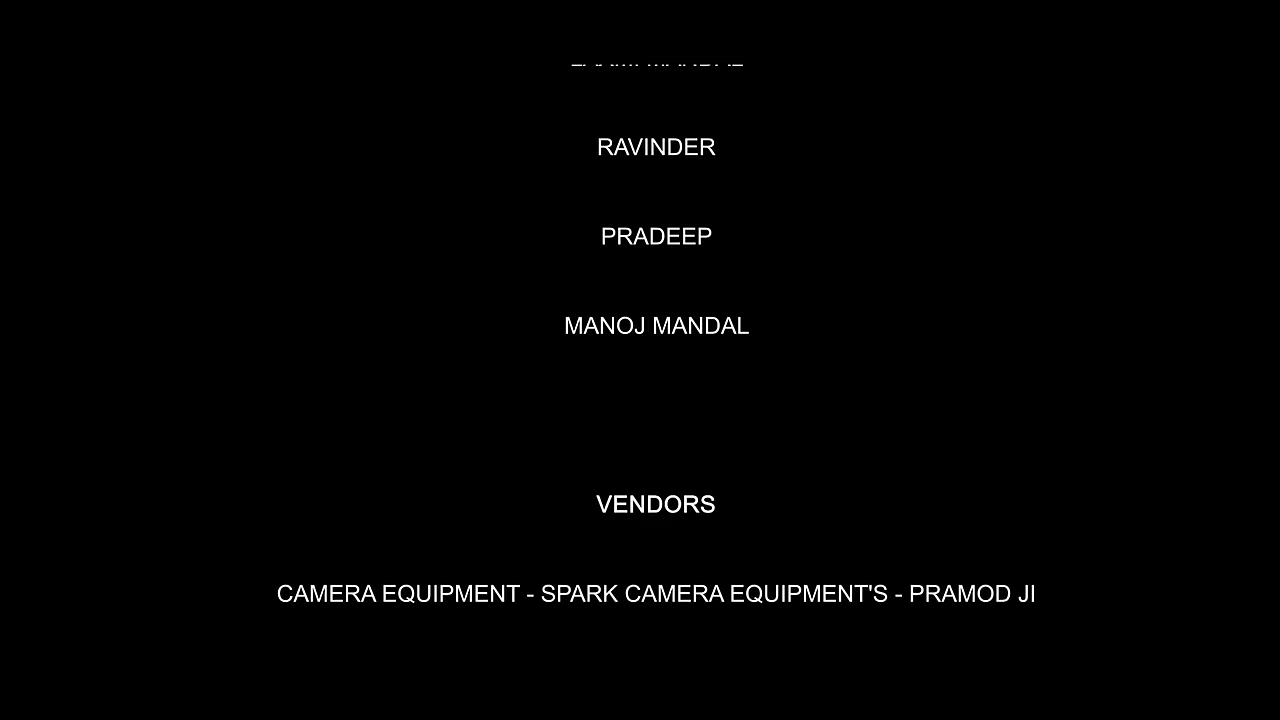 RAVINDER
PRADEEP
MANOJ MANDAL
VENDORS
CAMERA EQUIPMENT - SPARK CAMERA EQUIPMENT'S - PRAMOD JI